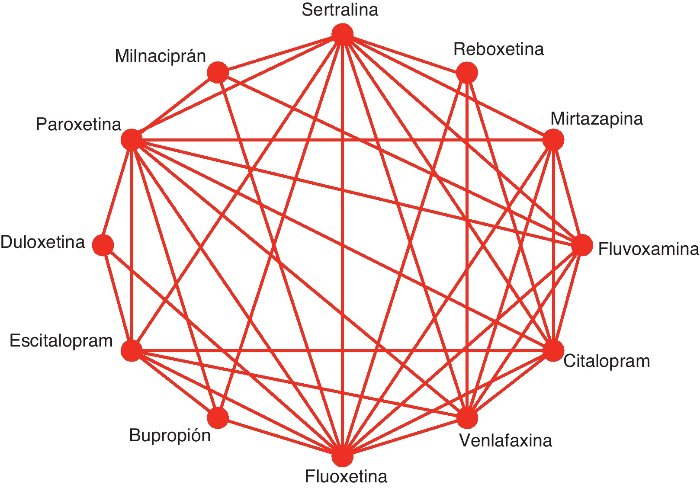 Sertralina
Milnaciprán
Reboxetina
Paroxetina
Mirtazapina
Duloxetina
Fluvoxamina
Escitalopram
Citalopram
Bupropión
Venlafaxina
Fluoxetina